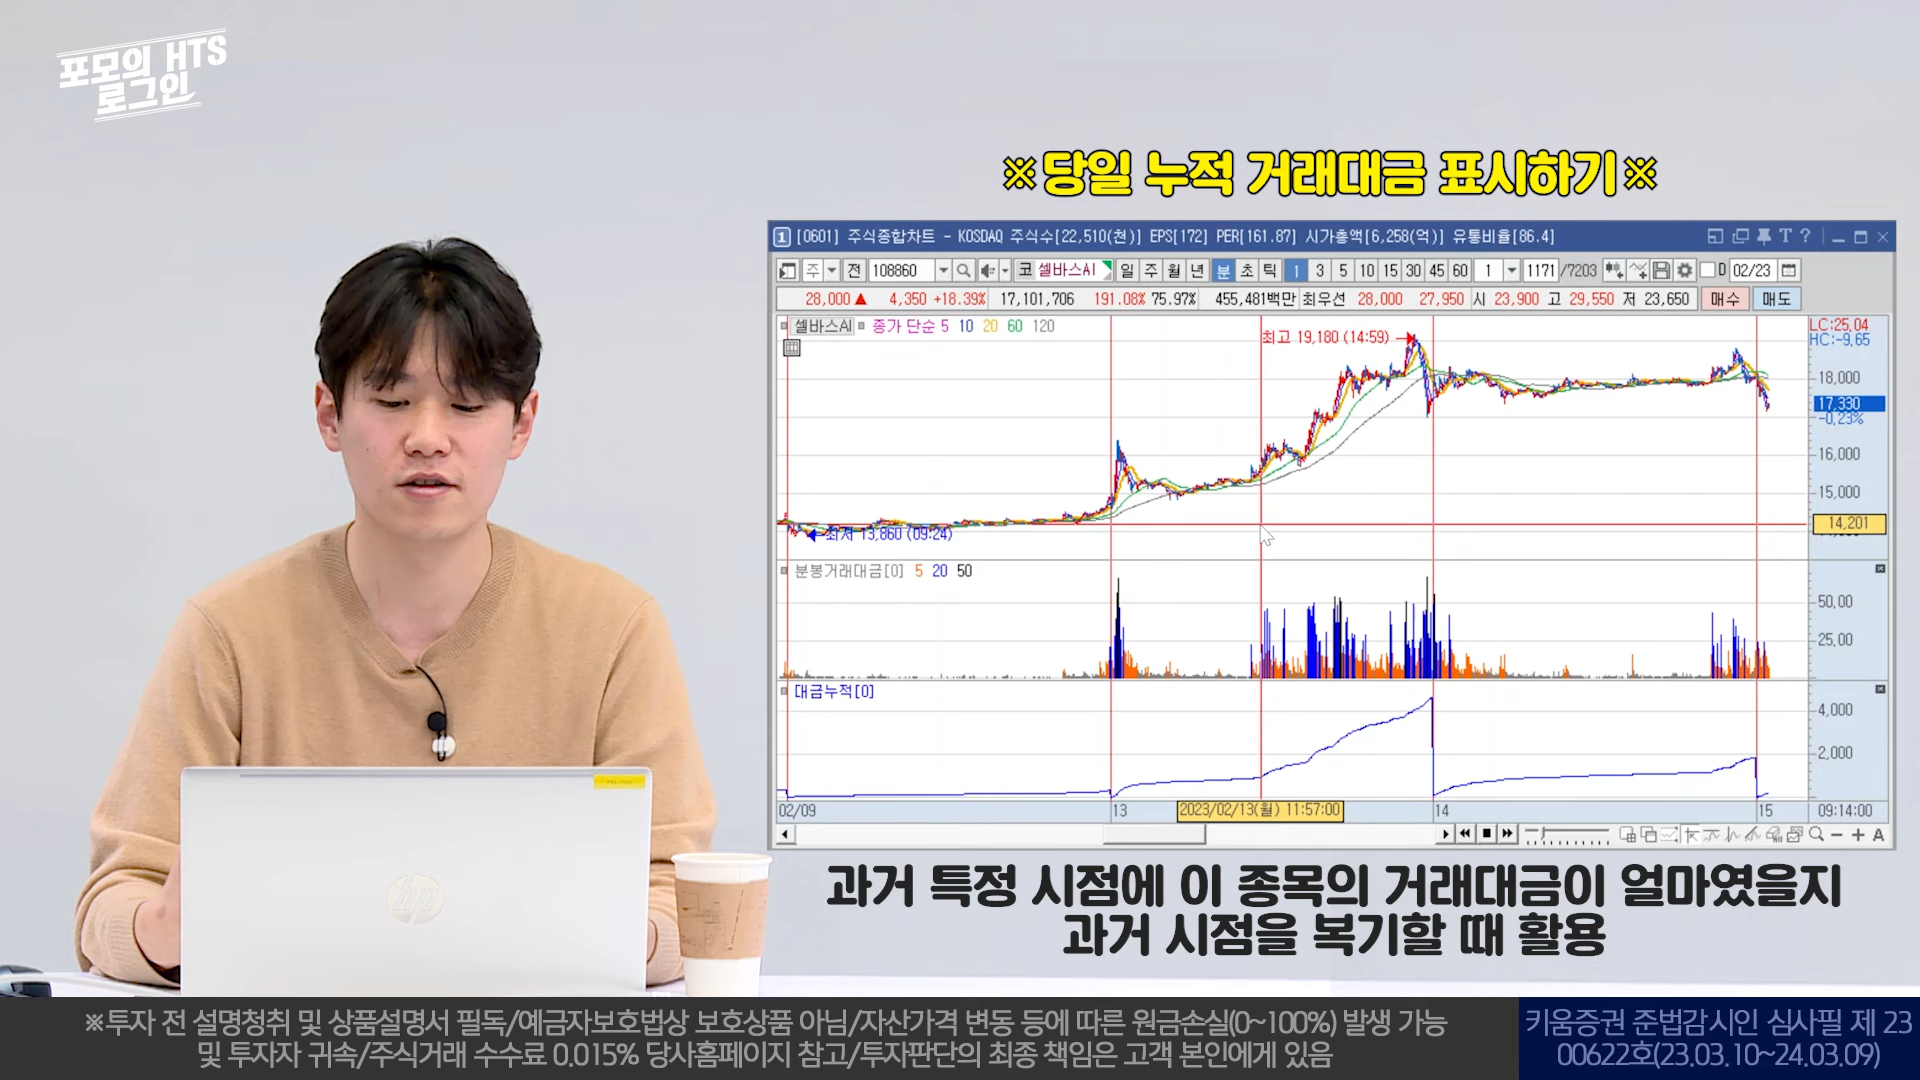 포모의 HTS
로그인
※당일 누적 거래대금 표시하기※
1 [0601] 주식종합차트 - KOSDAQ 주식수[22,510(천)] EPS[172] PER[161.87] 시가총액[6,258(억)] 유통비율[86.4]
주 전 108860 코 셀바스AI 일 주 월 년 분 초 틱 1 3 5 10 15 30 45 60 1 1171 /7203 D 02/23
28,000 ▲ 4,350 +18.39% 17,101,706 191.08% 75.97% 455,481백만 최우선 28,000 27,950 시 23,900 고 29,550 저 23,650 매수 매도
셀바스AI 종가 단순 5 10 20 60 120
LC:25.04
HC:-9.65
최고 19,180 (14:59)
18,000
17,330
-0.23%
16,000
15,000
14,201
최저 13,860 (09:24)
분봉거래대금[0] 5 20 50
50.00
25.00
대금누적[0]
4,000
2,000
02/09 13 2023/02/13(월) 11:57:00 14 15 09:14:00
과거 특정 시점에 이 종목의 거래대금이 얼마였을지
과거 시점을 복기할 때 활용
hp
※투자 전 설명청취 및 상품설명서 필독/예금자보호법상 보호상품 아님/자산가격 변동 등에 따른 원금손실(0~100%) 발생 가능
및 투자자 귀속/주식거래 수수료 0.015% 당사홈페이지 참고/투자판단의 최종 책임은 고객 본인에게 있음
키움증권 준법감시인 심사필 제 23
00622호(23.03.10~24.03.09)